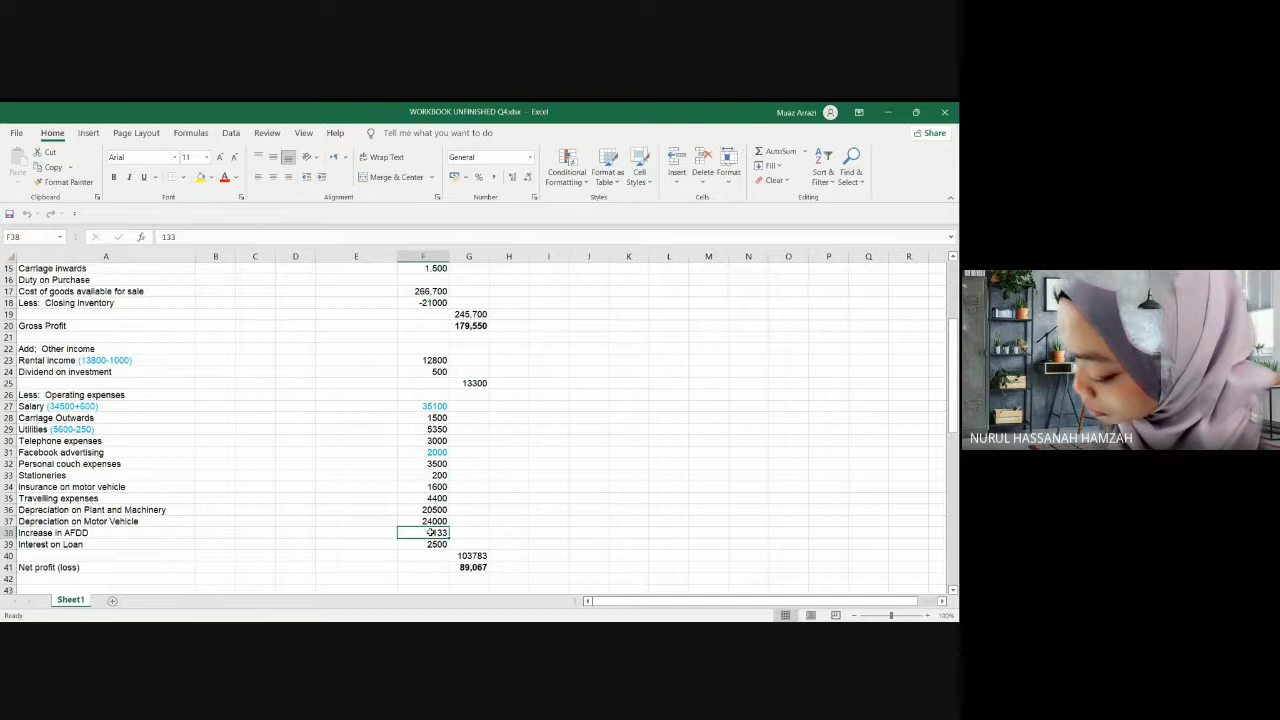 WORKBOOK UNFINISHED Q4.xlsx - Excel
Muaz Arrazi
File Home Insert Page Layout Formulas Data Review View Help Tell me what you want to do
Share
Paste
Cut
Copy
Format Painter
Clipboard
Arial 11
B I U
Font
Wrap Text
Merge & Center
Alignment
General
Number
Conditional Formatting
Format as Table
Cell Styles
Styles
Insert Delete Format
Cells
AutoSum
Fill
Clear
Sort & Filter
Find & Select
Editing
F38 133
A B C D E F G H I J K L M N O P Q R
15 Carriage inwards 1.500
16 Duty on Purchase
17 Cost of goods available for sale 266,700
18 Less: Closing inventory -21000
19 245,700
20 Gross Profit 179,550
21
22 Add; Other income
23 Rental income (13800-1000) 12800
24 Dividend on investment 500
25 13300
26 Less: Operating expenses
27 Salary (34500+600) 35100
28 Carriage Outwards 1500
29 Utilities (5600-250) 5350
30 Telephone expenses 3000
31 Facebook advertising 2000
32 Personal couch expenses 3500
33 Stationeries 200
34 Insurance on motor vehicle 1600
35 Travelling expenses 4400
36 Depreciation on Plant and Machinery 20500
37 Depreciation on Motor Vehicle 24000
38 Increase in AFDD 133
39 Interest on Loan 2500
40 103783
41 Net profit (loss) 89,067
42
43
Sheet1
Ready
100%
NURUL HASSANAH HAMZAH